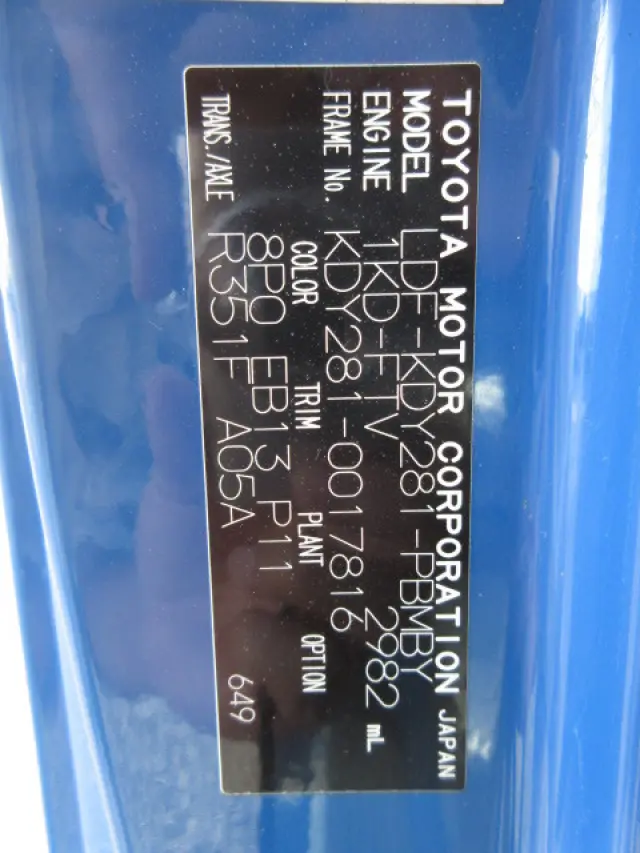 TOYOTA MOTOR CORPORATION JAPAN
MODEL LDF-KDY281-PBMBY
ENGINE 1KD-FTV 2982 mL
FRAME No. KDY281-0017816
COLOR TRIM PLANT OPTION
8P0 EB13 P11
TRANS./AXLE R351F A05A
649